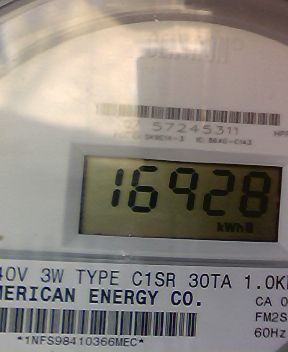 57245311
16928
kWh
40V 3W TYPE C1SR 30TA 1.0K
MERICAN ENERGY CO.
CA 0
FM2S
60Hz
*1NFS98410366MEC*